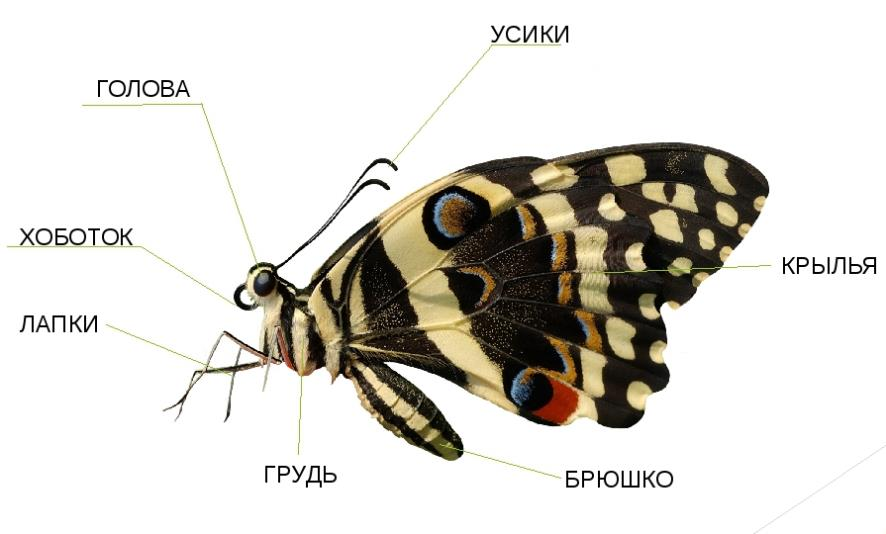 УСИКИ
ГОЛОВА
ХОБОТОК
КРЫЛЬЯ
ЛАПКИ
ГРУДЬ
БРЮШКО